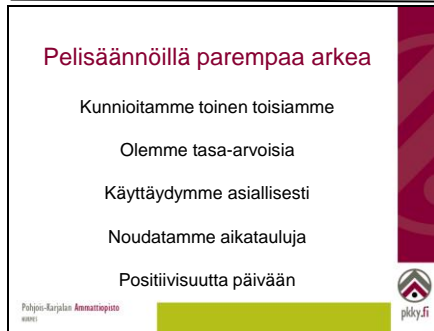 Pelisäännöillä parempaa arkea
Kunnioitamme toinen toisiamme
Olemme tasa-arvoisia
Käyttäydymme asiallisesti
Noudatamme aikatauluja
Positiivisuutta päivään
Pohjois-Karjalan Ammattiopisto
NURMES
pkky.fi